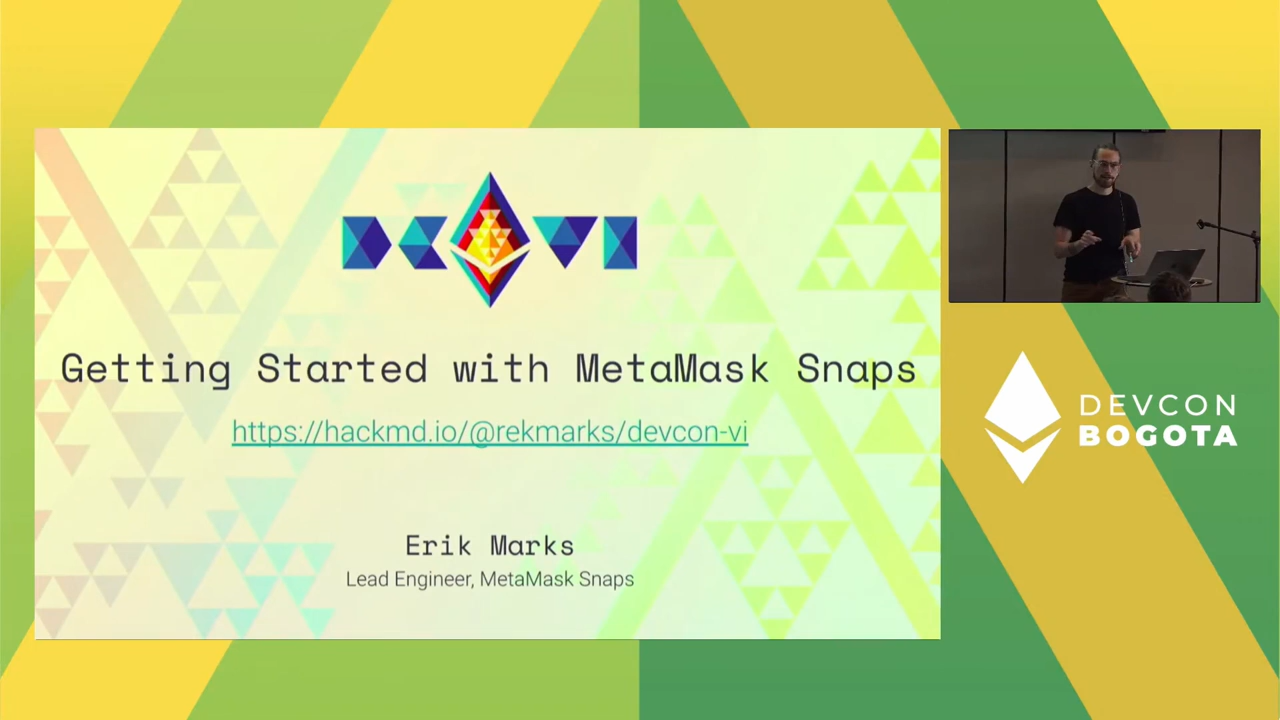 Getting Started with MetaMask Snaps
https://hackmd.io/@rekmarks/devcon-vi
Erik Marks
Lead Engineer, MetaMask Snaps
DEVCON
BOGOTA